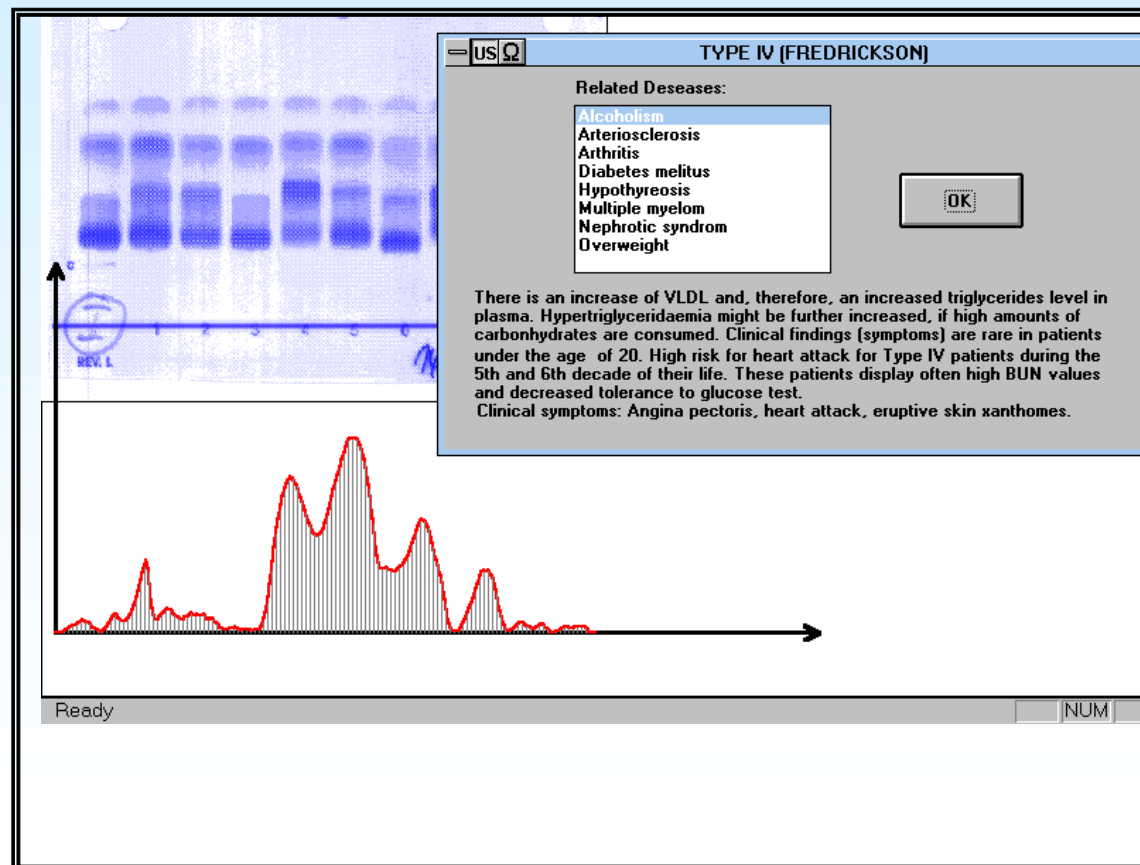 US Ω TYPE IV (FREDRICKSON)
Related Deseases:
Alcoholism
Arteriosclerosis
Arthritis
Diabetes melitus
Hypothyreosis
Multiple myelom
Nephrotic syndrom
Overweight
OK
There is an increase of VLDL and, therefore, an increased triglycerides level in
plasma. Hypertriglyceridaemia might be further increased, if high amounts of
carbonhydrates are consumed. Clinical findings (symptoms) are rare in patients
under the age of 20. High risk for heart attack for Type IV patients during the
5th and 6th decade of their life. These patients display often high BUN values
and decreased tolerance to glucose test.
Clinical symptoms: Angina pectoris, heart attack, eruptive skin xanthomes.
1 2 3 4 5 6
REV. L
Ready
NUM